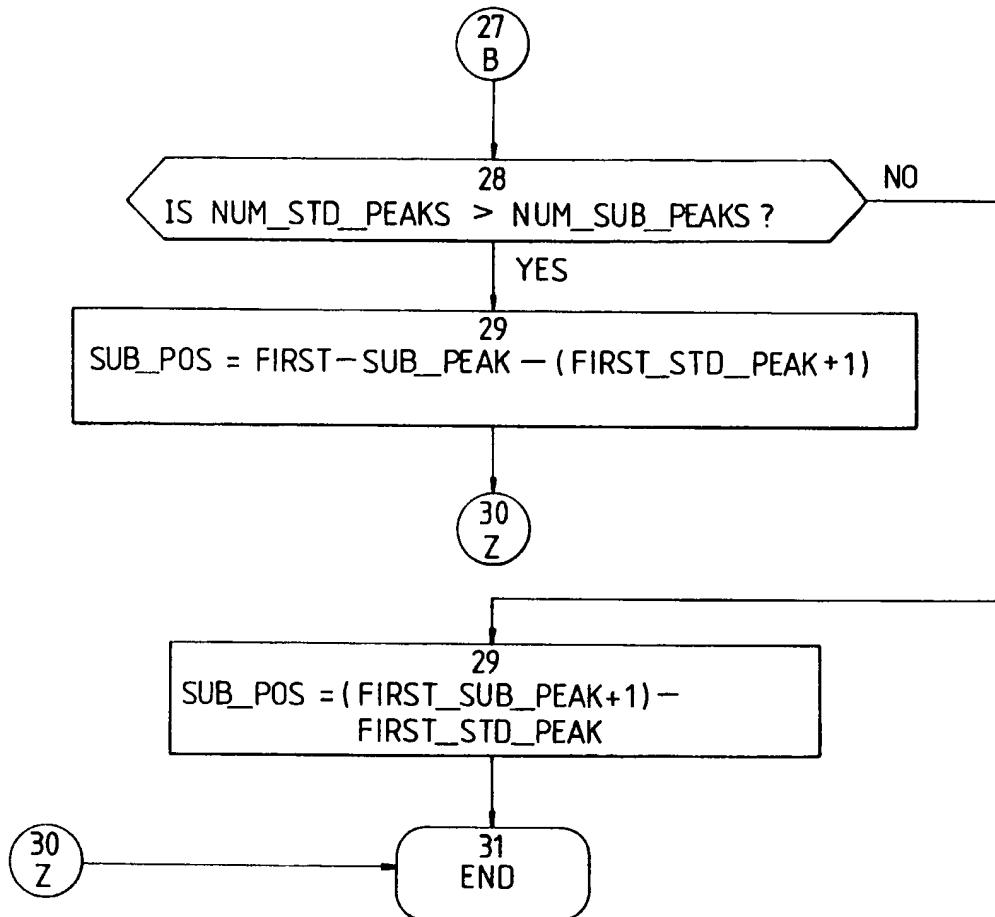 27
B
28
IS NUM_STD_PEAKS > NUM_SUB_PEAKS?
NO
YES
29
SUB_POS = FIRST-SUB_PEAK - (FIRST_STD_PEAK+1)
30
Z
29
SUB_POS = (FIRST_SUB_PEAK+1) -
FIRST_STD_PEAK
30
Z
31
END